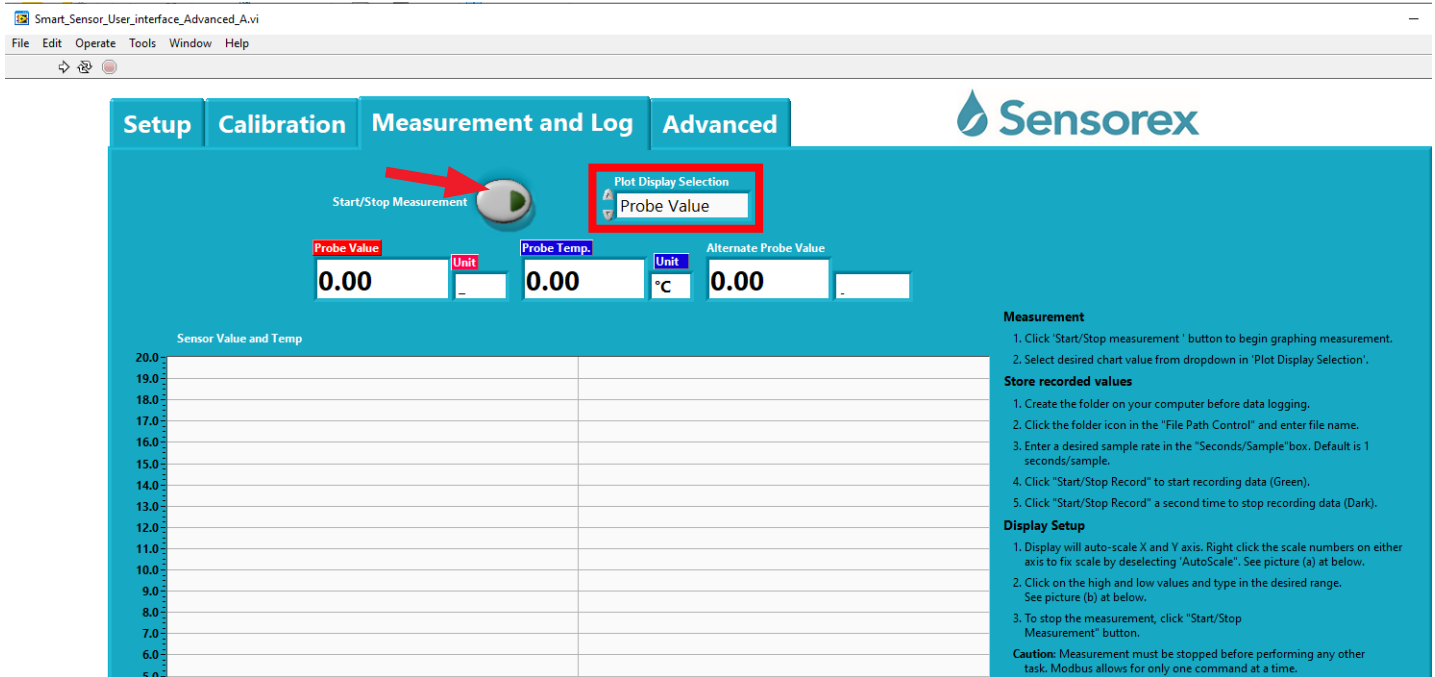 Smart_Sensor_User_interface_Advanced_A.vi
File Edit Operate Tools Window Help
Setup Calibration Measurement and Log Advanced
Sensorex
Plot Display Selection
Start/Stop Measurement
Probe Value
Probe Value
Probe Temp.
Alternate Probe Value
Unit
Unit
0.00
_
0.00
°C
0.00
-
Sensor Value and Temp
20.0
19.0
18.0
17.0
16.0
15.0
14.0
13.0
12.0
11.0
10.0
9.0
8.0
7.0
6.0
5.0
Measurement
1. Click 'Start/Stop measurement ' button to begin graphing measurement.
2. Select desired chart value from dropdown in 'Plot Display Selection'.
Store recorded values
1. Create the folder on your computer before data logging.
2. Click the folder icon in the "File Path Control" and enter file name.
3. Enter a desired sample rate in the "Seconds/Sample"box. Default is 1
seconds/sample.
4. Click "Start/Stop Record" to start recording data (Green).
5. Click "Start/Stop Record" a second time to stop recording data (Dark).
Display Setup
1. Display will auto-scale X and Y axis. Right click the scale numbers on either
axis to fix scale by deselecting 'AutoScale". See picture (a) at below.
2. Click on the high and low values and type in the desired range.
See picture (b) at below.
3. To stop the measurement, click "Start/Stop
Measurement" button.
Caution: Measurement must be stopped before performing any other
task. Modbus allows for only one command at a time.